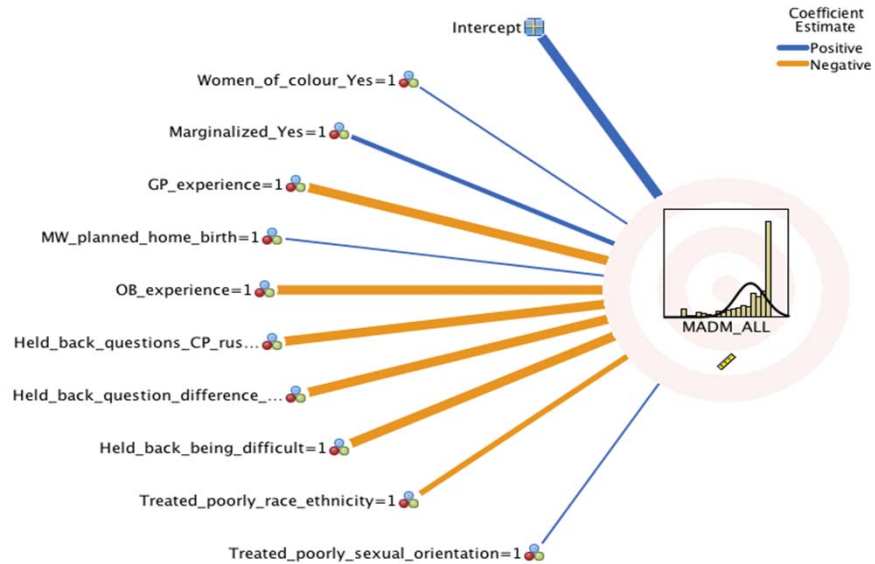 Coefficient
Estimate
Positive
Negative
Intercept
Women_of_colour_Yes=1
Marginalized_Yes=1
GP_experience=1
MW_planned_home_birth=1
OB_experience=1
Held_back_questions_CP_rus...
Held_back_question_difference_...
Held_back_being_difficult=1
Treated_poorly_race_ethnicity=1
Treated_poorly_sexual_orientation=1
MADM_ALL